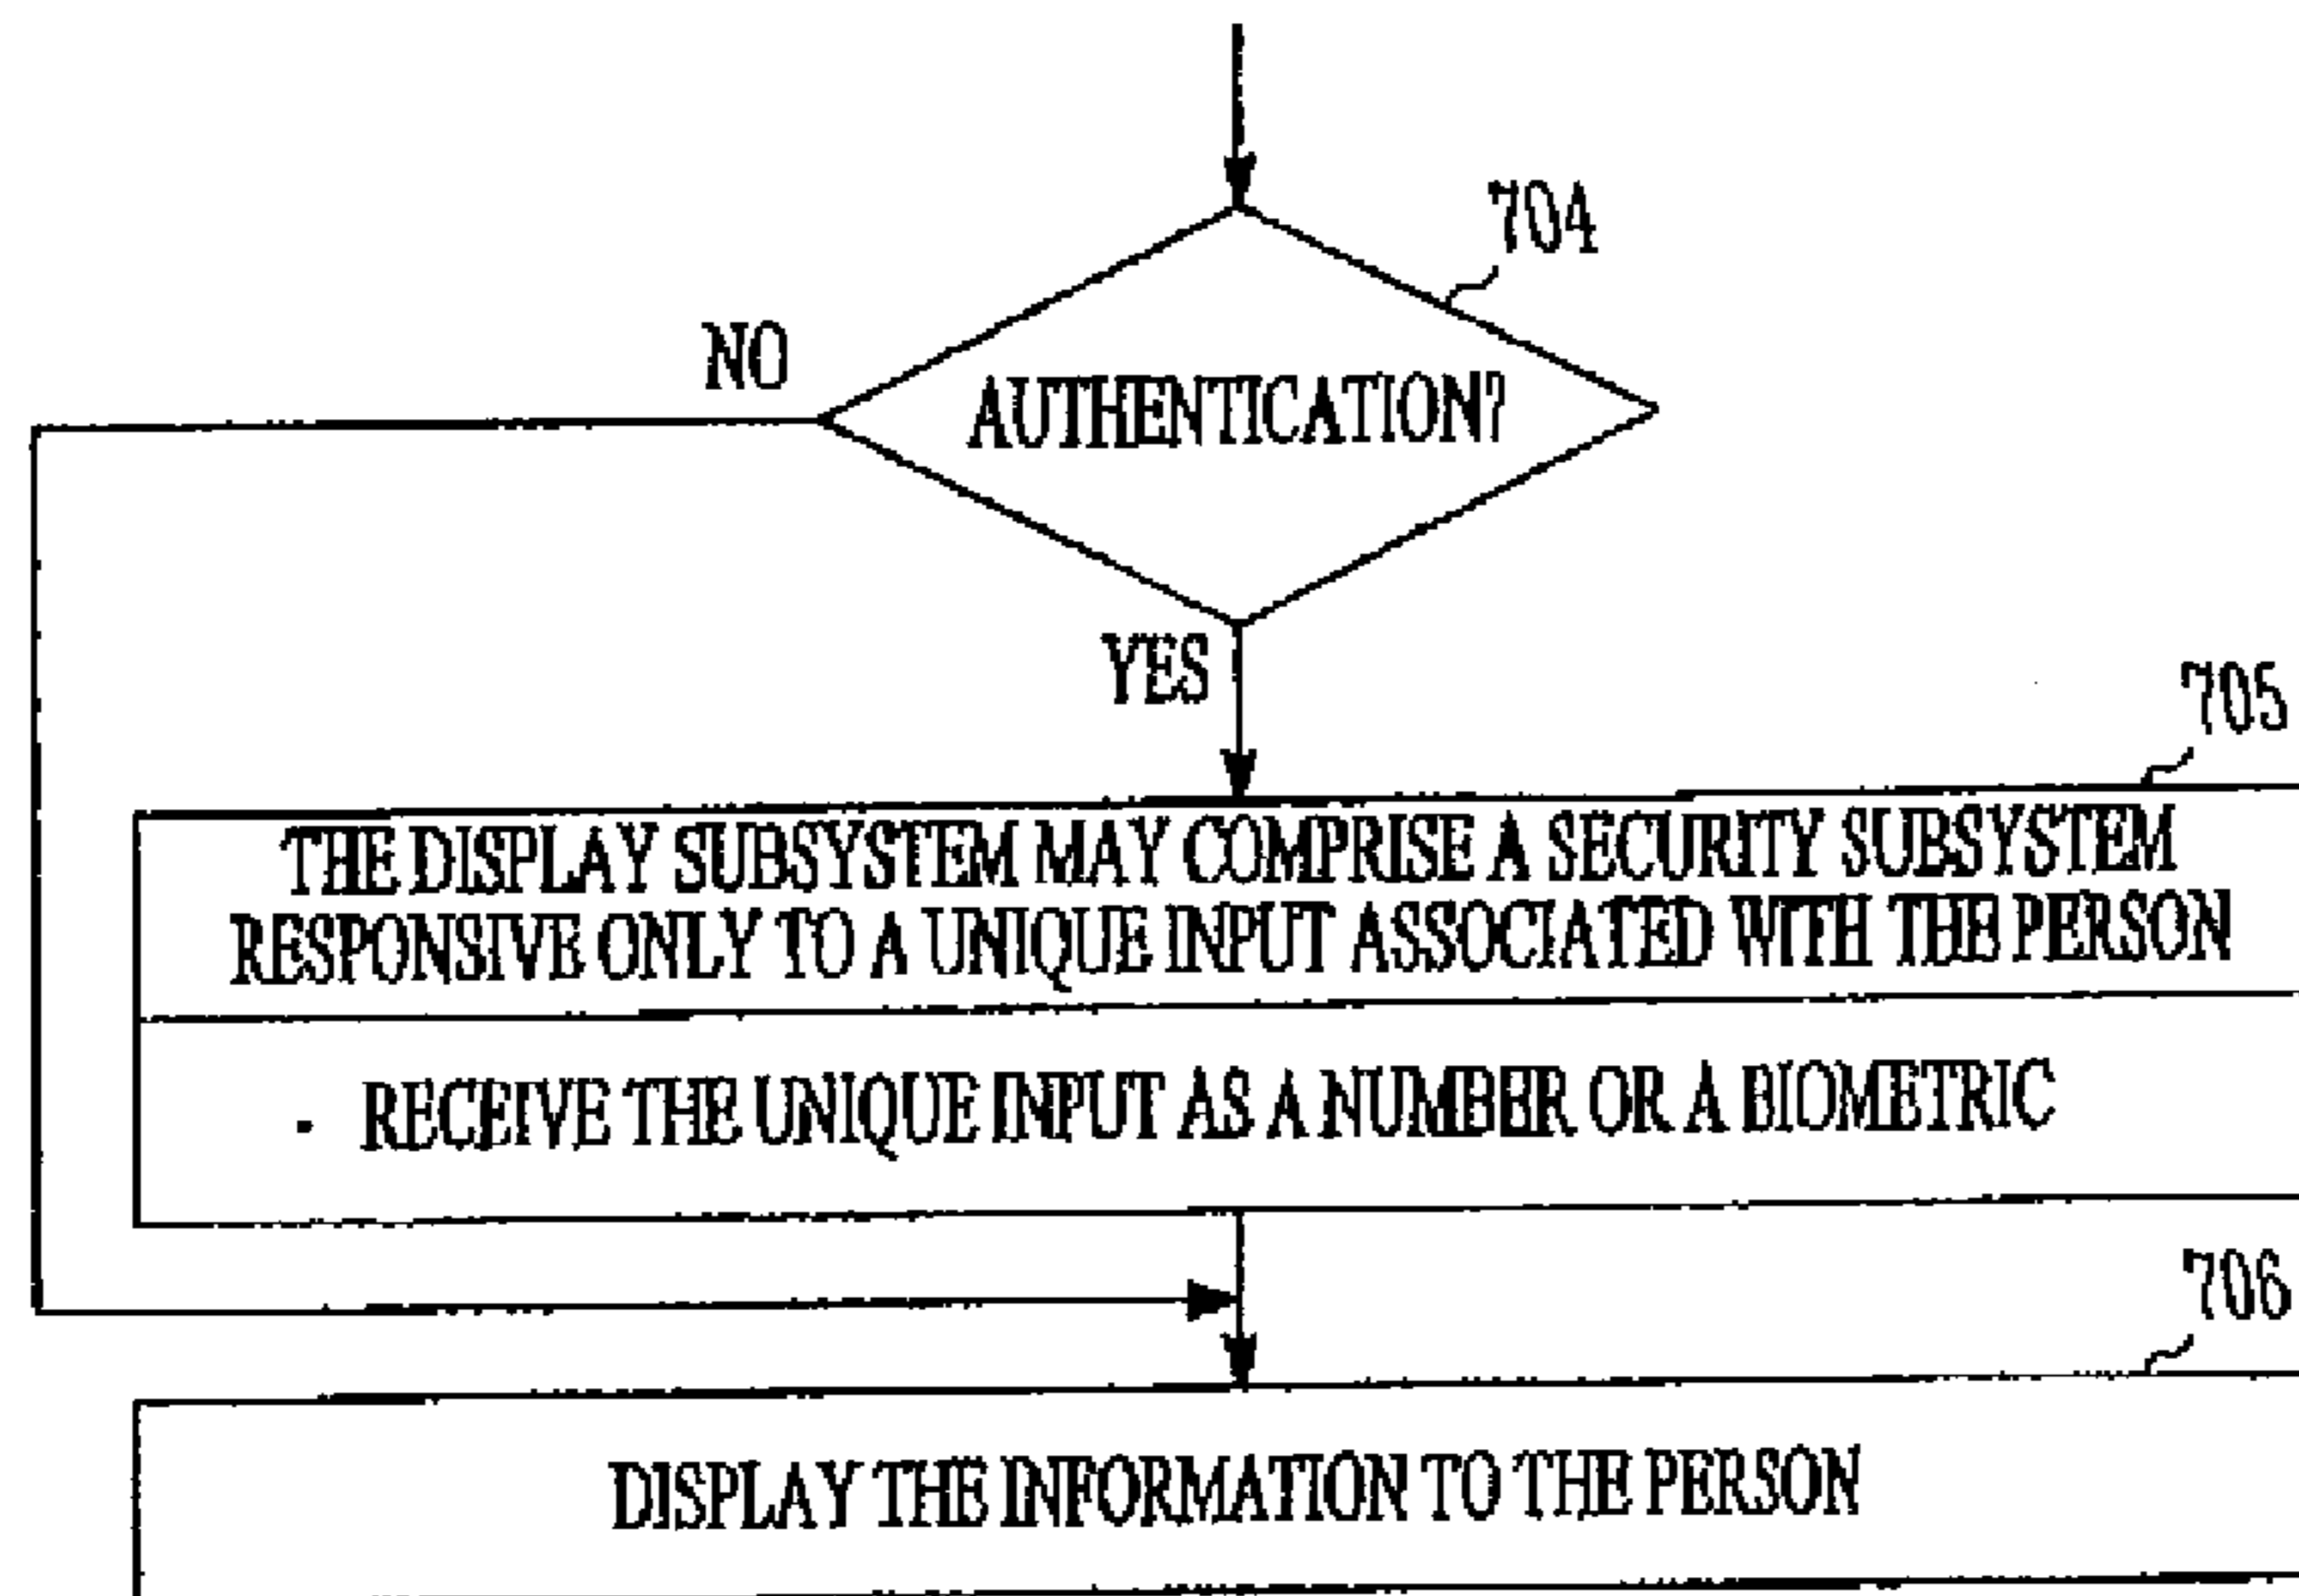 704
NO
AUTHENTICATION?
YES
705
THE DISPLAY SUBSYSTEM MAY COMPRISE A SECURITY SUBSYSTEM
RESPONSIVE ONLY TO A UNIQUE INPUT ASSOCIATED WITH THE PERSON
· RECEIVE THE UNIQUE INPUT AS A NUMBER OR A BIOMETRIC
706
DISPLAY THE INFORMATION TO THE PERSON